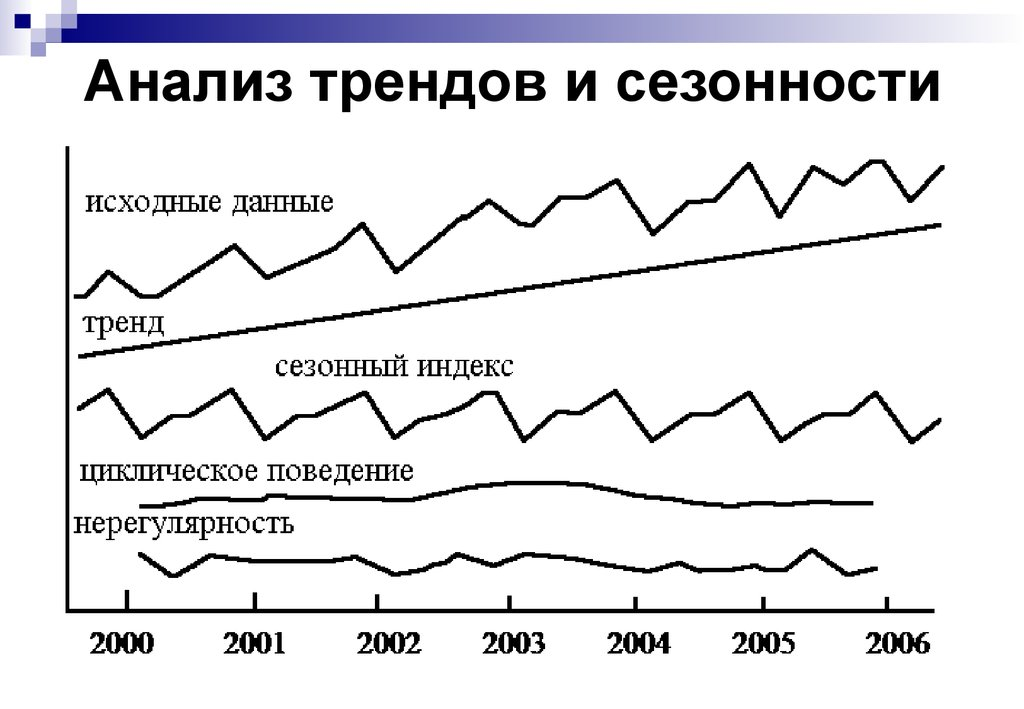 Анализ трендов и сезонности
исходные данные
тренд
сезонный индекс
циклическое поведение
нерегулярность
2000 2001 2002 2003 2004 2005 2006